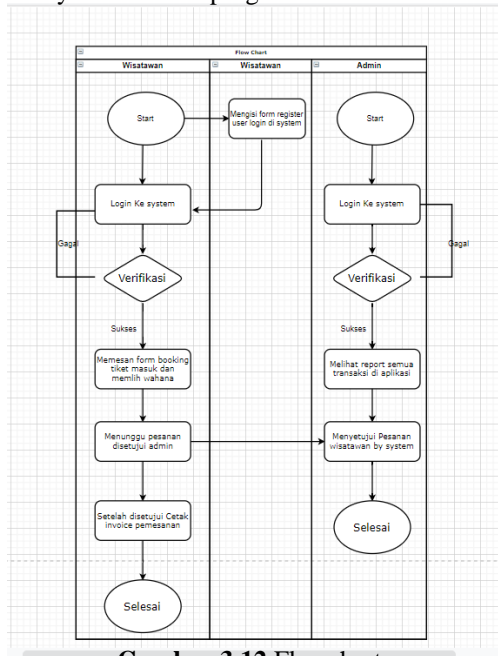 Flow Chart
Wisatawan
Wisatawan
Admin
Start
Mengisi form register
user login di system
Start
Login Ke system
Login Ke system
Gagal
Gagal
Verifikasi
Verifikasi
Sukses
Sukses
Memesan form booking
tiket masuk dan
memlih wahana
Melihat report semua
transaksi di aplikasi
Menunggu pesanan
disetujui admin
Menyetujui Pesanan
wisatawan by system
Setelah disetujui Cetak
invoice pemesanan
Selesai
Selesai
3.12